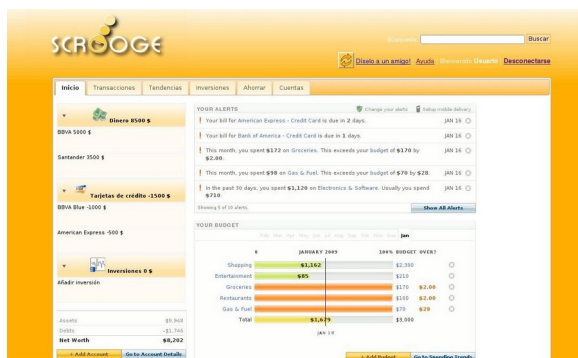 SCROOGE
Buscar
Díselo a un amigo! Ayuda Bienvenido Usuario Desconectarse
Inicio Transacciones Tendencias Inversiones Ahorrar Cuentas
Dinero 8500 $
BBVA 5000 $
Santander 3500 $
Tarjetas de crédito -1500 $
BBVA Blue -1000 $
American Express -500 $
Inversiones 0 $
Añadir inversión
Assets $9,968
Debts -$1,744
Net Worth $8,262
+ Add Account Go to Account Details
YOUR ALERTS Change your alerts Setup mobile delivery
! Your bill for American Express - Credit Card is due in 2 days. JAN 16
! Your bill for Bank of America - Credit Card is due in 1 days. JAN 16
! This month, you spent $172 on Groceries. This exceeds your budget of $170 by JAN 16
$2.00.
! This month, you spent $98 on Gas & Fuel. This exceeds your budget of $70 by $28. JAN 16
! In the past 30 days, you spent $1,120 on Electronics & Software. Usually you spend JAN 16
$710.
Showing 5 of 10 alerts. Show All Alerts
YOUR BUDGET
Jan
0 JANUARY 2009 100% BUDGET OVER?
Shopping $1,162
Entertainment $85 $210
Groceries $170 $2.00
Restaurants $2.00
Gas & Fuel $70 $28
Total $1,679 $3,000
JAN 16
+ Add Budget Go to Spending Trends